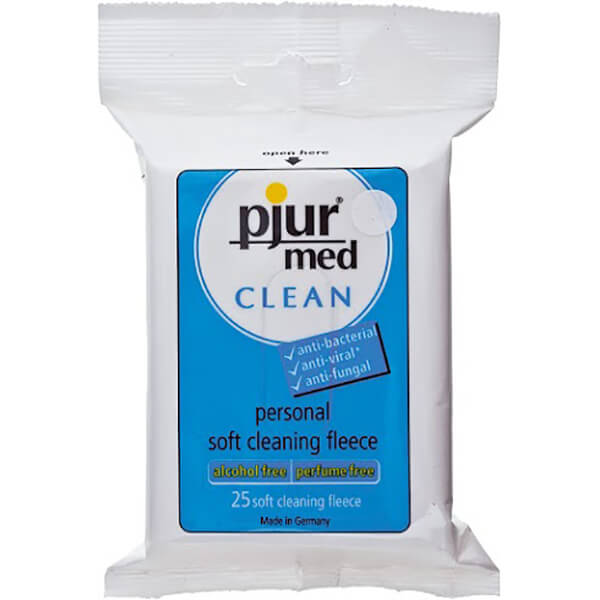 open here
pjur®
med
CLEAN
✓ anti-bacterial
✓ anti-viral*
✓ anti-fungal
personal
soft cleaning fleece
alcohol free | perfume free
25 soft cleaning fleece
Made in Germany